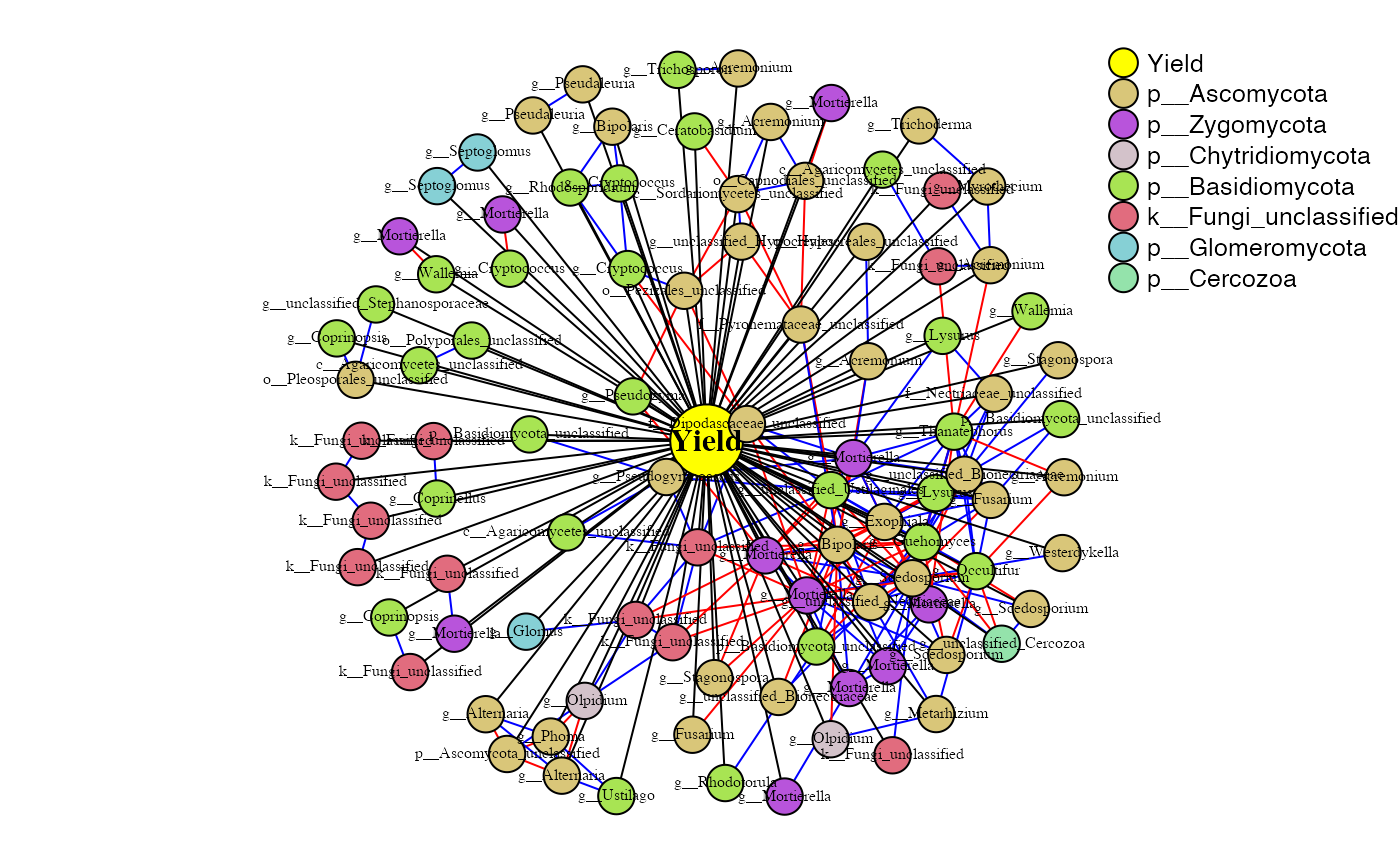 Yield
p__Ascomycota
p__Zygomycota
p__Chytridiomycota
p__Basidiomycota
k__Fungi_unclassified
p__Glomeromycota
p__Cercozoa
g__Trichosporon
g__Acremonium
g__Pseudaleuria
g__Mortierella
g__Pseudaleuria
g__Bipolaris
g__Ceratobasidium
g__Acremonium
g__Trichoderma
g__Septoglomus
c__Agaricomycetes_unclassified
g__Septoglomus
g__Rhodosporidium
g__Cryptococcus
o__Capnodiales_unclassified
k__Fungi_unclassified
g__Myrothecium
c__Sordariomycetes_unclassified
g__Mortierella
g__Mortierella
g__unclassified_Hypocreales
o__Hypocreales_unclassified
g__Wallemia
g__Cryptococcus
g__Cryptococcus
k__Fungi_unclassified
g__Acremonium
o__Pezizales_unclassified
g__unclassified_Stephanosporaceae
g__Wallemia
f__Pyronemataceae_unclassified
g__Coprinopsis
o__Polyporales_unclassified
g__Lysurus
c__Agaricomycetes_unclassified
g__Acremonium
g__Stagonospora
o__Pleosporales_unclassified
g__Pseudozyma
f__Nectriaceae_unclassified
f__Dipodascaceae_unclassified
p__Basidiomycota_unclassified
k__Fungi_unclassified
k__Fungi_unclassified
p__Basidiomycota_unclassified
g__Thanatephorus
Yield
g__Mortierella
g__unclassified_Bionectriaceae
g__Acremonium
k__Fungi_unclassified
g__Lysurus
g__Fusarium
g__Coprinellus
k__Fungi_unclassified
g__Exophiala
c__Agaricomycetes_unclassified
g__Bipolaris
g__Guehomyces
k__Fungi_unclassified
g__Mortierella
g__Westerdykella
k__Fungi_unclassified
k__Fungi_unclassified
g__Occultifur
g__Scedosporium
g__Mortierella
g__Mortierella
g__Scedosporium
g__Coprinopsis
k__Fungi_unclassified
g__Mortierella
g__Glomus
k__Fungi_unclassified
p__Basidiomycota_unclassified
g__unclassified_Cercozoa
g__Scedosporium
k__Fungi_unclassified
g__Mortierella
g__Stagonospora
g__Mortierella
g__unclassified_Bionectriaceae
g__Olpidium
g__Alternaria
g__Metarhizium
g__Phoma
g__Fusarium
g__Olpidium
p__Ascomycota_unclassified
k__Fungi_unclassified
g__Alternaria
g__Rhodotorula
g__Ustilago
g__Mortierella